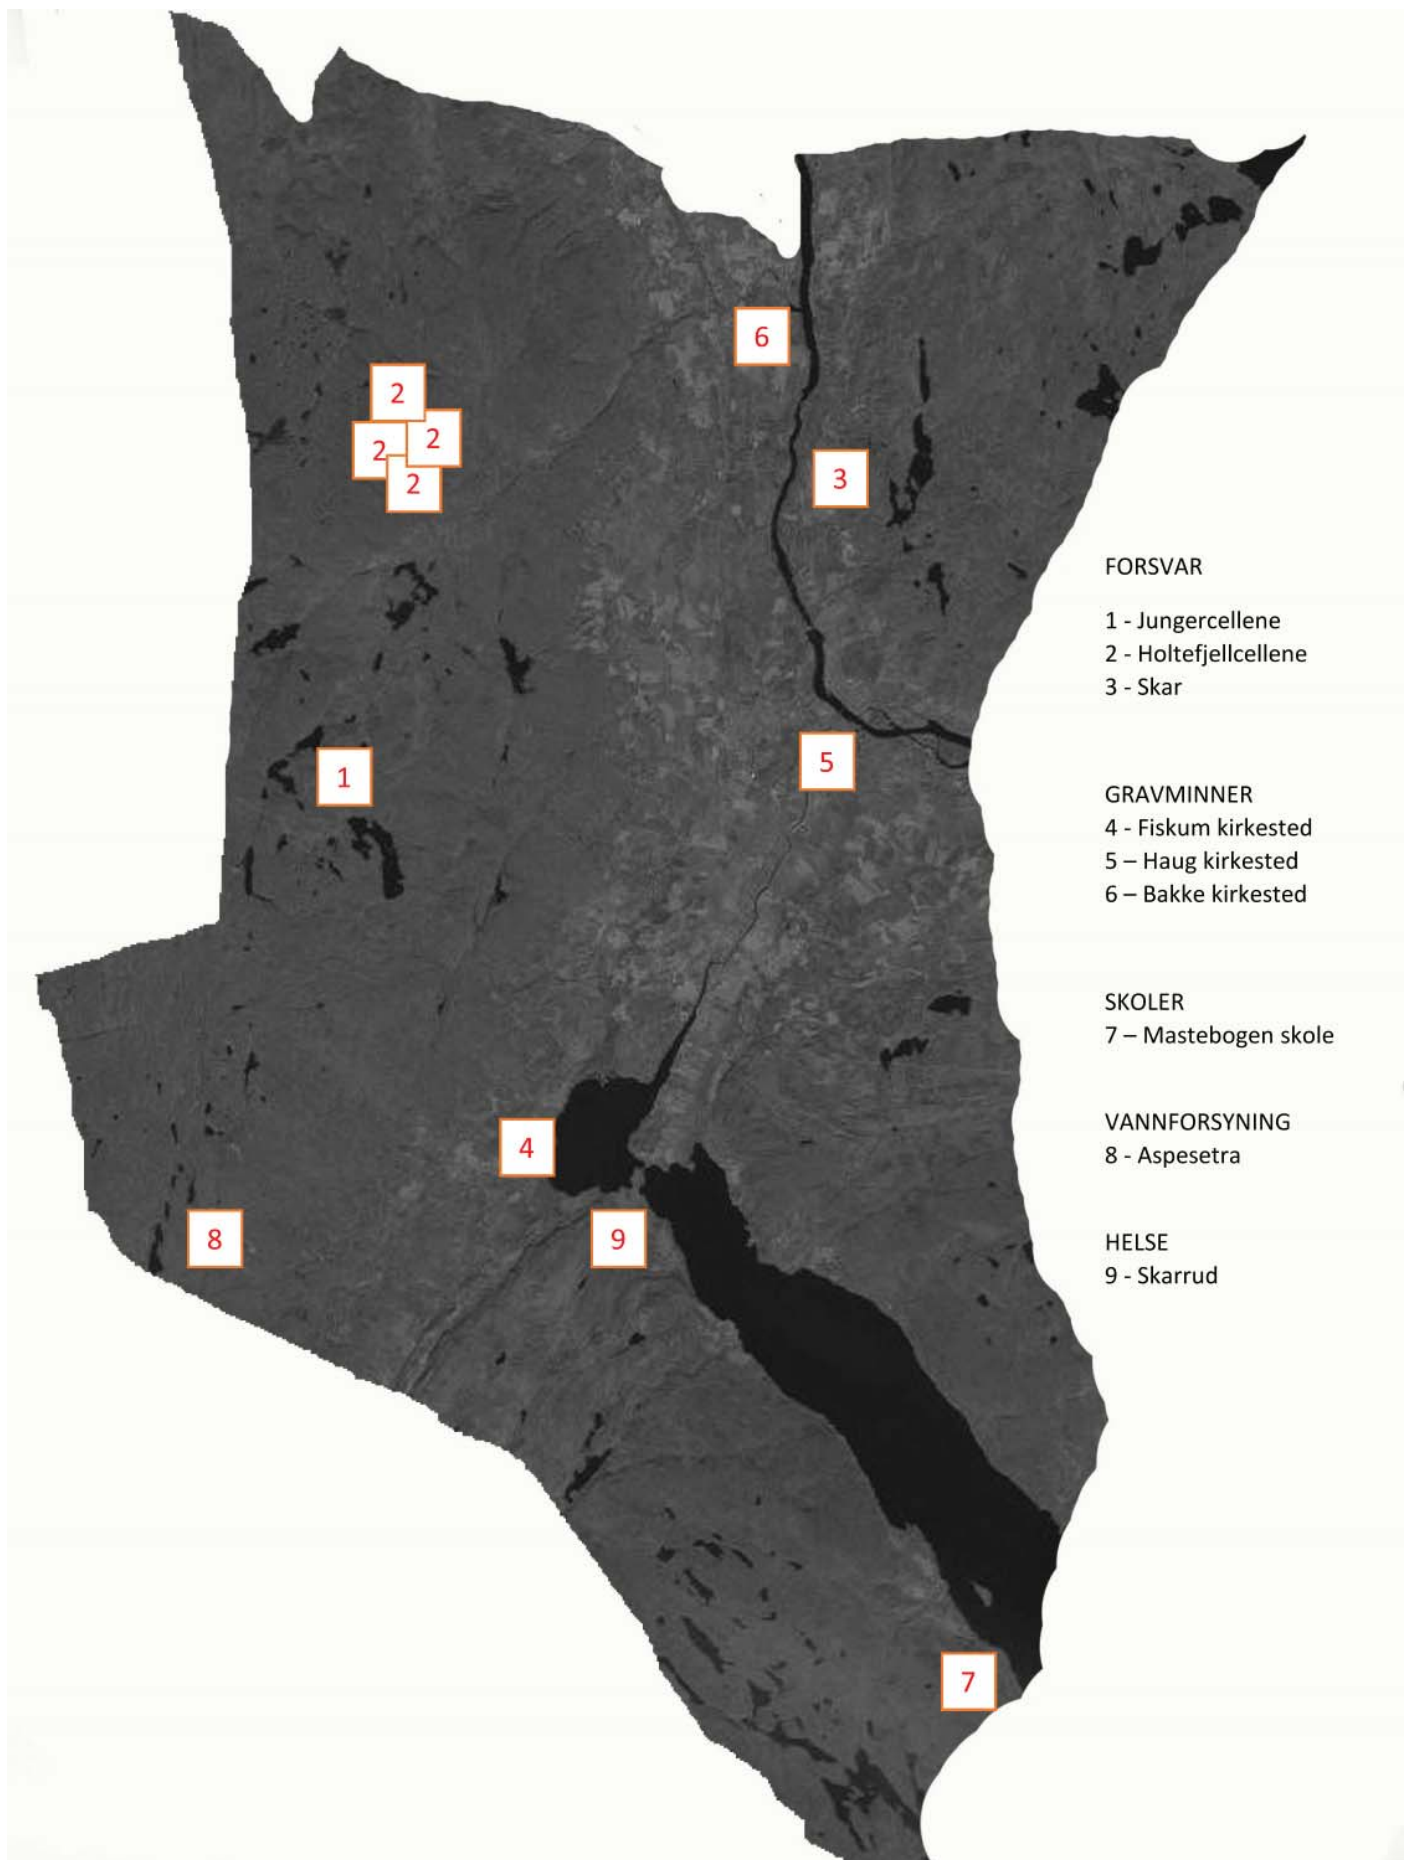 6
2
2
2
2
3
FORSVAR
1 - Jungercellene
2 - Holtefjellcellene
3 - Skar
5
1
GRAVMINNER
4 - Fiskum kirkested
5 – Haug kirkested
6 – Bakke kirkested
SKOLER
7 – Mastebogen skole
4
VANNFORSYNING
8 - Aspesetra
8
9
HELSE
9 - Skarrud
7